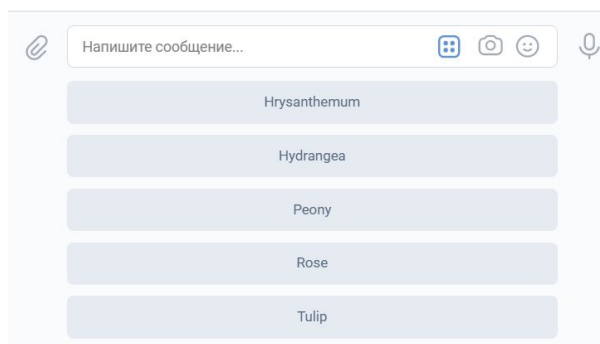 Напишите сообщение...
Hrysanthemum
Hydrangea
Peony
Rose
Tulip